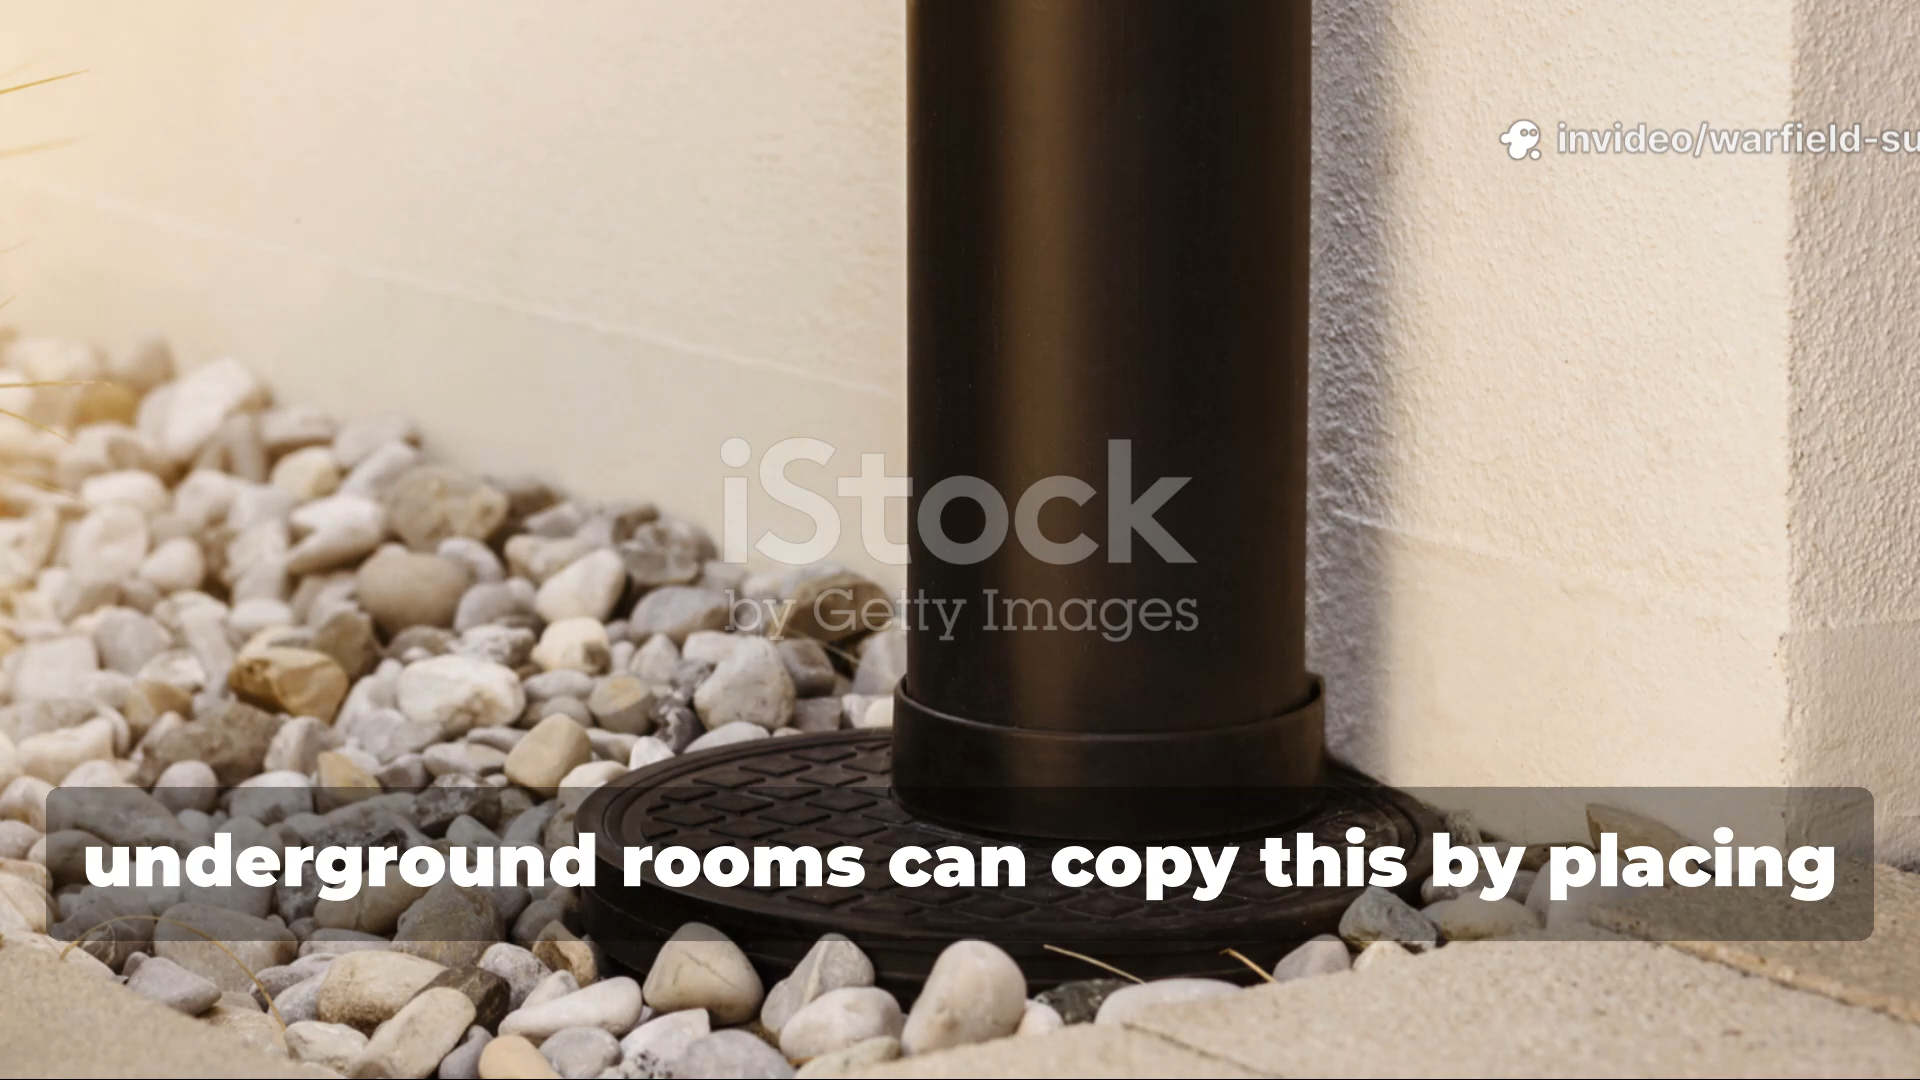 invideo/warfield-su
iStock
by Getty Images
underground rooms can copy this by placing